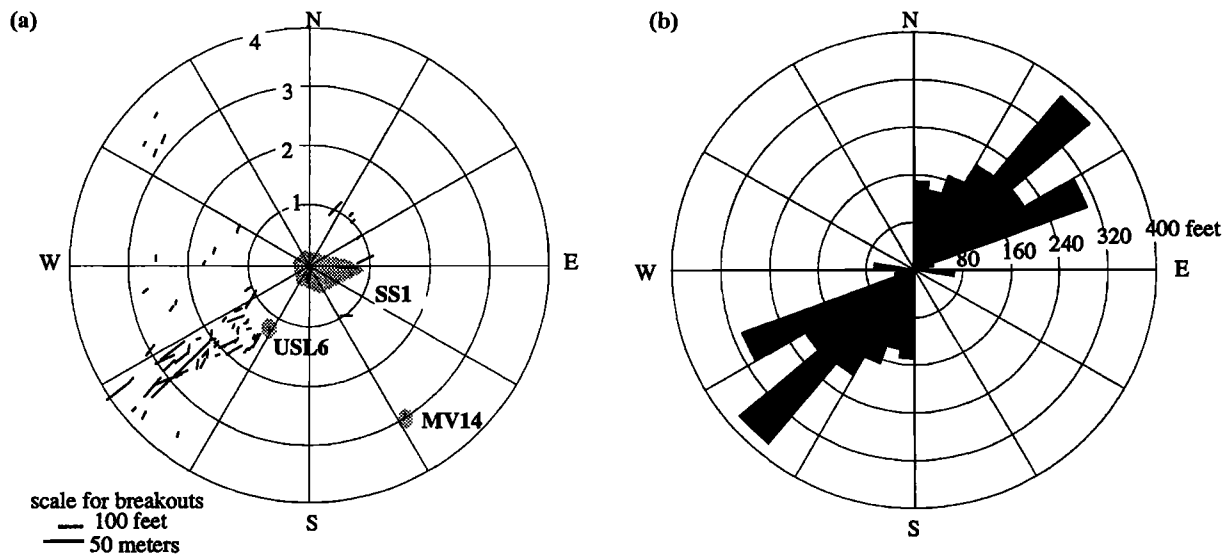 (a)
N
4
3
2
1
W
E
SS1
USL6
MV14
S
scale for breakouts
100 feet
50 meters
(b)
N
W
E
80
160
240
320
400 feet
S